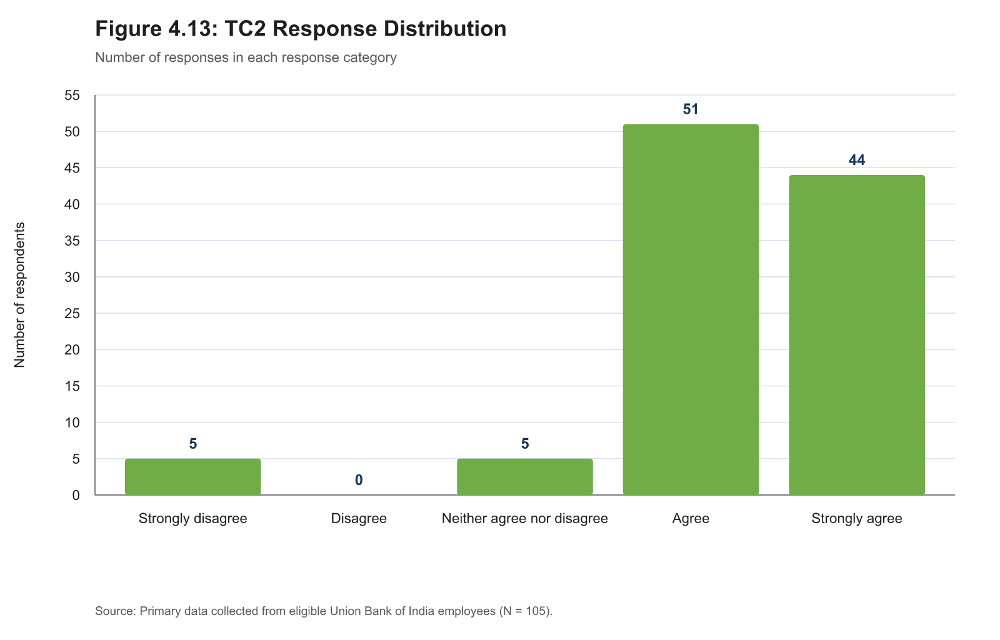 Figure 4.13: TC2 Response Distribution
Number of responses in each response category
55
50
45
40
35
30
25
20
15
10
5
0
Number of respondents
5
0
5
51
44
Strongly disagree
Disagree
Neither agree nor disagree
Agree
Strongly agree
Source: Primary data collected from eligible Union Bank of India employees (N = 105).